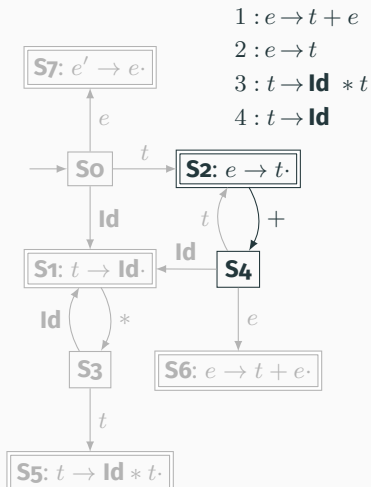 1 : e → t + e
2 : e → t
3 : t → Id * t
4 : t → Id
S7: e′ → e·
e
S0
t
S2: e → t·
Id
t
+
S1: t → Id·
Id
S4
Id
*
e
S3
S6: e → t + e·
t
S5: t → Id * t·